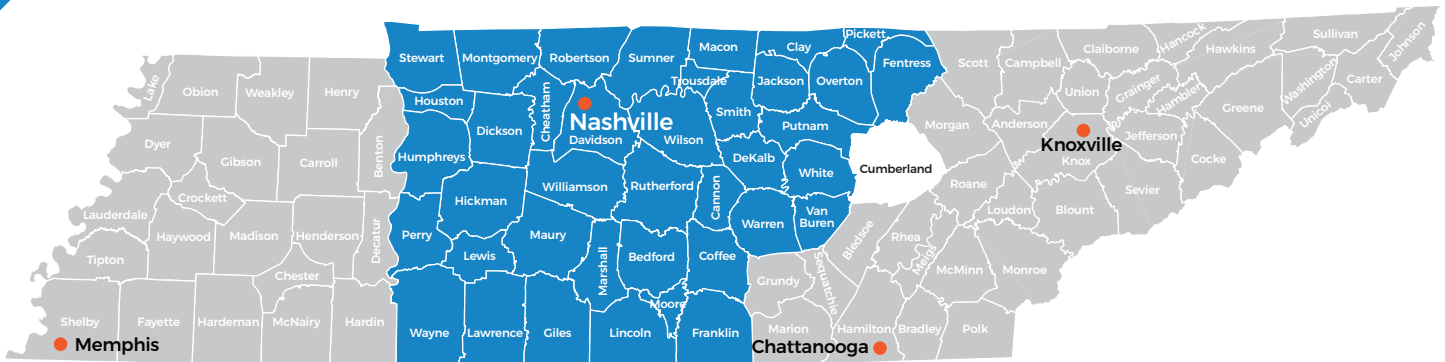 Stewart
Montgomery
Robertson
Sumner
Macon
Clay
Pickett
Fentress
Scott
Campbell
Claiborne
Hancock
Hawkins
Sullivan
Johnson
Lake
Obion
Weakley
Henry
Houston
Dickson
Cheatham
Nashville
Davidson
Wilson
Trousdale
Smith
Jackson
Overton
Putnam
Morgan
Anderson
Union
Grainger
Hamblen
Greene
Washington
Unicoi
Carter
Dyer
Gibson
Carroll
Benton
Humphreys
Hickman
Williamson
Rutherford
Cannon
DeKalb
White
Cumberland
Roane
Knoxville
Knox
Jefferson
Cocke
Sevier
Blount
Loudon
Lauderdale
Crockett
Haywood
Madison
Henderson
Decatur
Perry
Lewis
Maury
Marshall
Bedford
Coffee
Warren
Van
Buren
Bledsoe
Rhea
Meigs
McMinn
Monroe
Tipton
Chester
Grundy
Sequatchie
Shelby
Fayette
Hardeman
McNairy
Hardin
Wayne
Lawrence
Giles
Lincoln
Moore
Franklin
Marion
Hamilton
Bradley
Polk
Memphis
Chattanooga